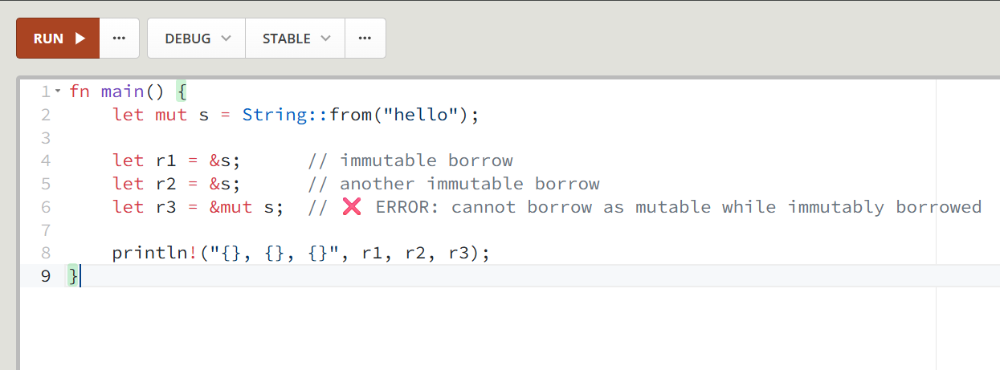 RUN ▶ ••• DEBUG STABLE •••
1 fn main() {
2     let mut s = String::from("hello");
3
4     let r1 = &s;      // immutable borrow
5     let r2 = &s;      // another immutable borrow
6     let r3 = &mut s;  // ❌ ERROR: cannot borrow as mutable while immutably borrowed
7
8     println!("{}, {}, {}", r1, r2, r3);
9 }